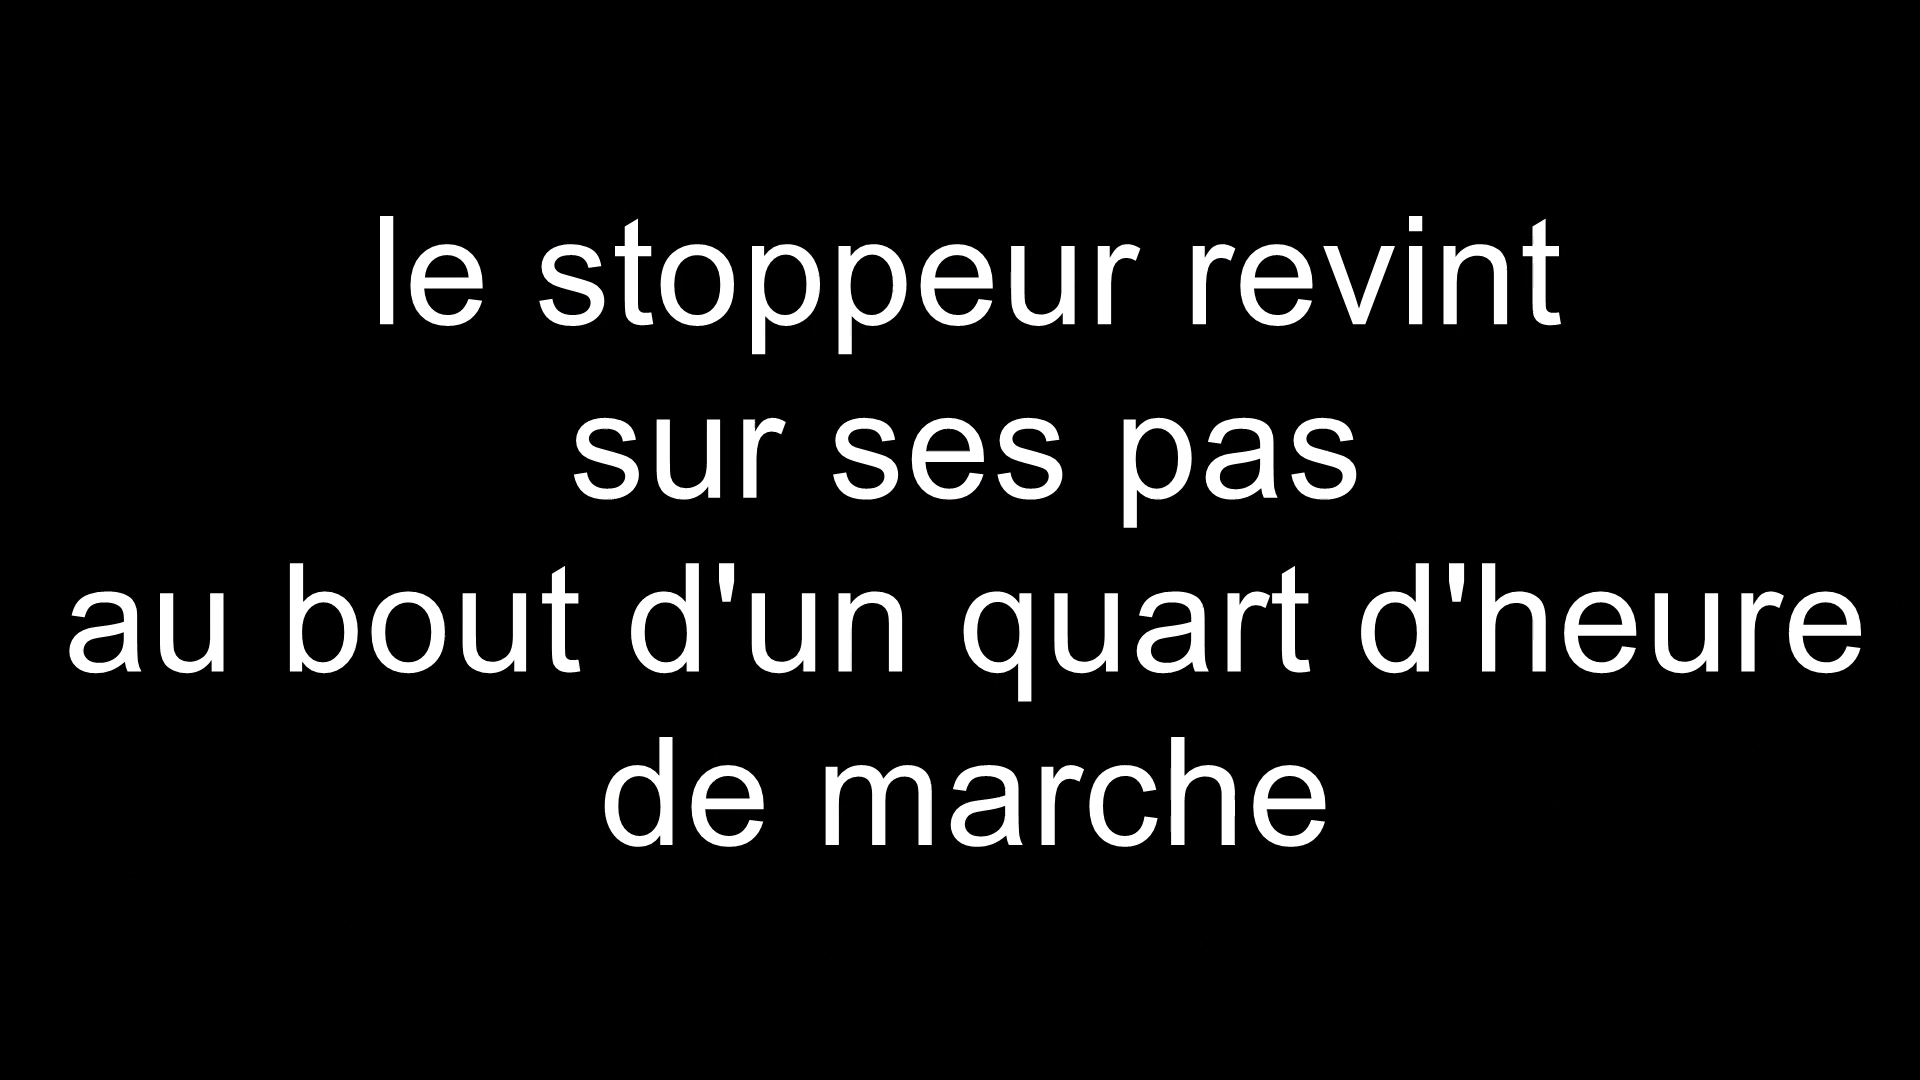 le stoppeur revint
sur ses pas
au bout d'un quart d'heure
de marche